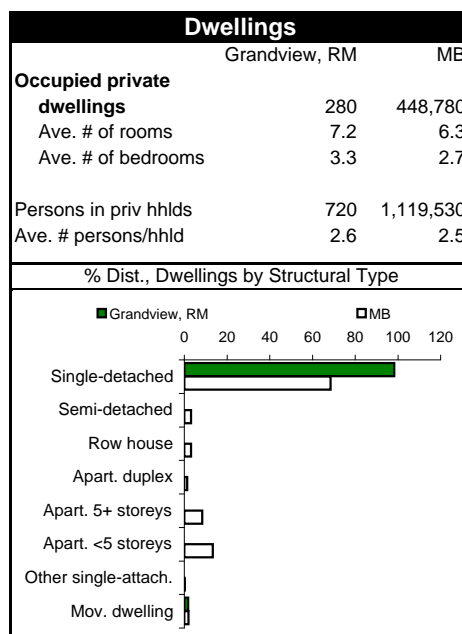 Dwellings
Grandview, RM MB
Occupied private
dwellings 280 448,780
Ave. # of rooms 7.2 6.3
Ave. # of bedrooms 3.3 2.7
Persons in priv hhlds 720 1,119,530
Ave. # persons/hhld 2.6 2.5
% Dist., Dwellings by Structural Type
Grandview, RM MB
0 20 40 60 80 100 120
Single-detached
Semi-detached
Row house
Apart. duplex
Apart. 5+ storeys
Apart. <5 storeys
Other single-attach.
Mov. dwelling